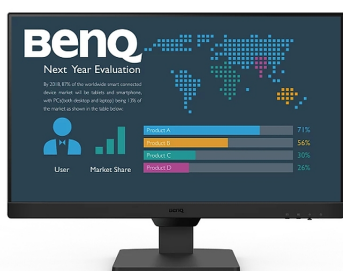 BenQ
Next Year Evaluation
By 2018, 87% of the worldwide smart connected
device market will be tablets and smartphone,
with PCs(both desktop and laptop) being 13% of
the market as shown in the table below.
Product A 71%
Product B 56%
Product C 30%
Product D 26%
User Market Share
BenQ